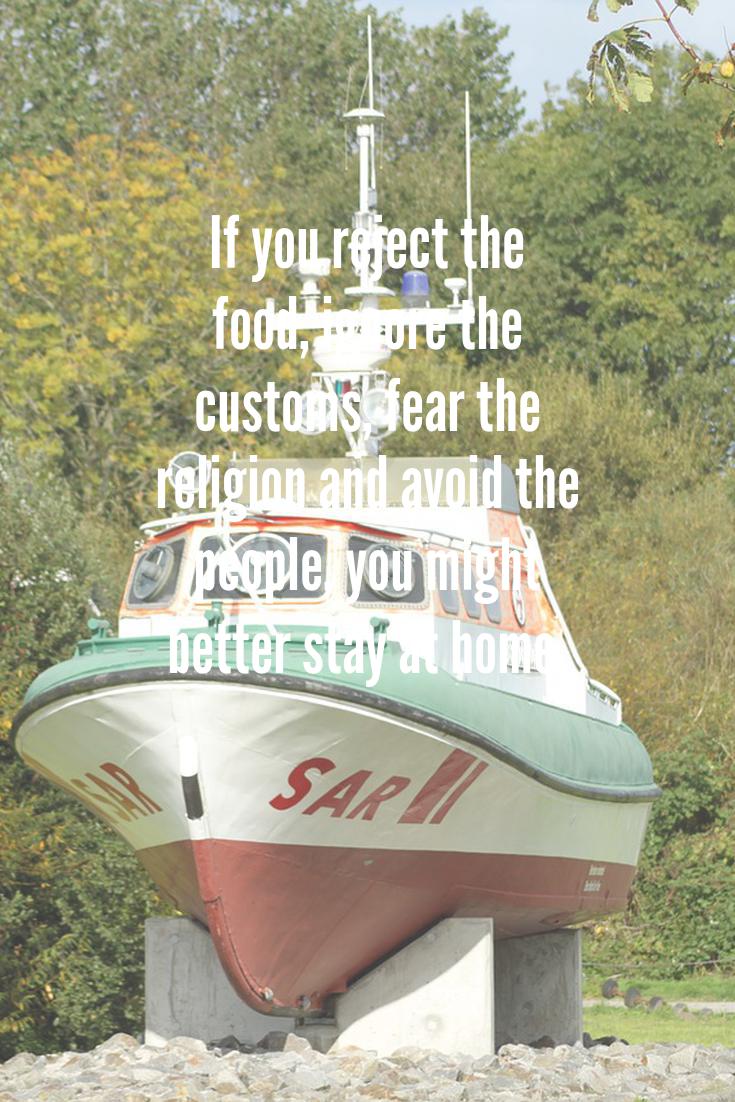 If you reject the
food, ignore the
customs, fear the
religion and avoid the
people, you might
better stay at home
SAR
SAR